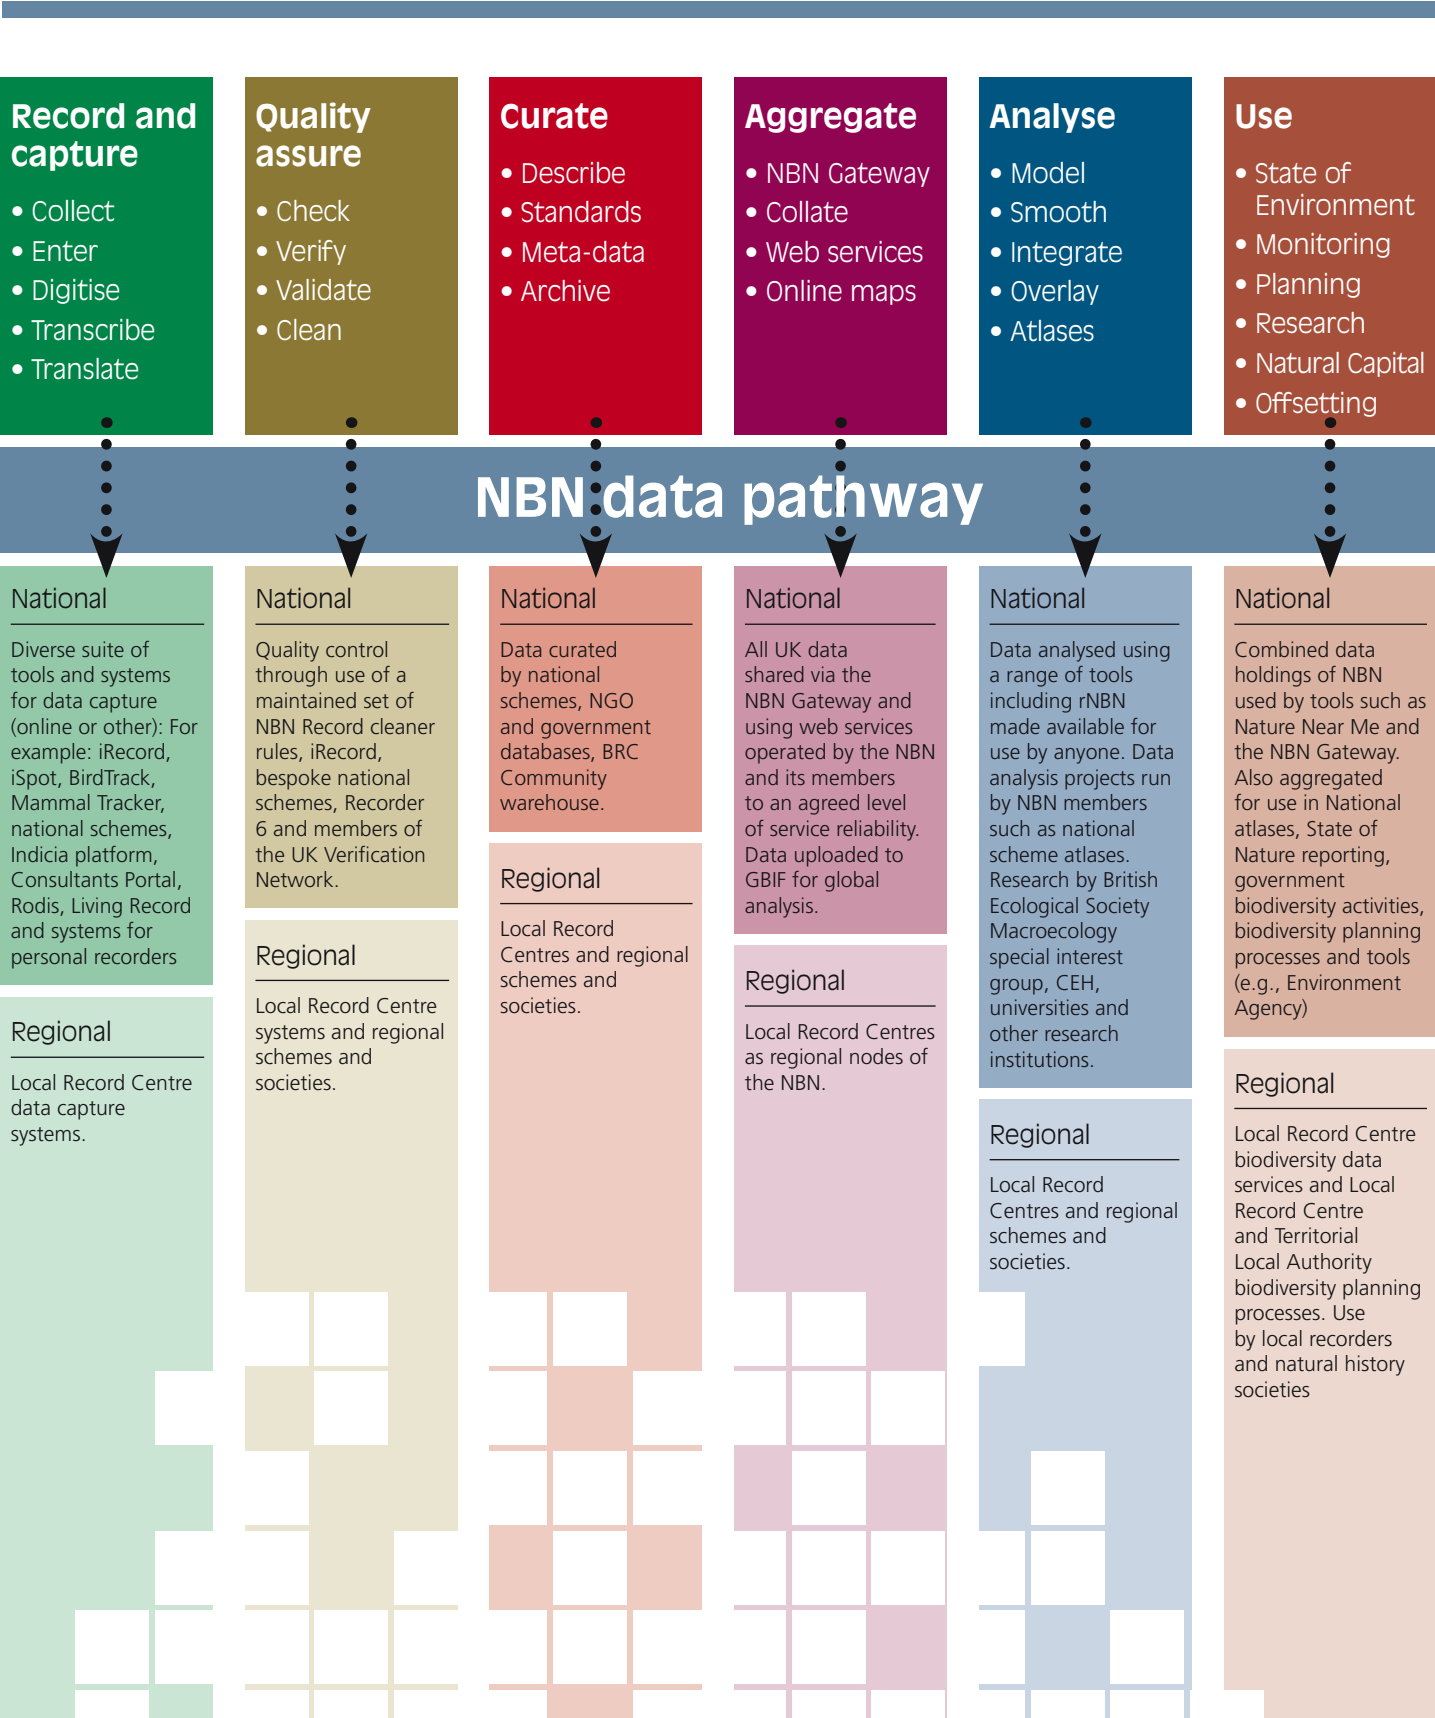 Record and
capture
• Collect
• Enter
• Digitise
• Transcribe
• Translate
Quality
assure
• Check
• Verify
• Validate
• Clean
Curate
• Describe
• Standards
• Meta-data
• Archive
Aggregate
• NBN Gateway
• Collate
• Web services
• Online maps
Analyse
• Model
• Smooth
• Integrate
• Overlay
• Atlases
Use
• State of
Environment
• Monitoring
• Planning
• Research
• Natural Capital
• Offsetting
NBN data pathway
National
Diverse suite of
tools and systems
for data capture
(online or other): For
example: iRecord,
iSpot, BirdTrack,
Mammal Tracker,
national schemes,
Indicia platform,
Consultants Portal,
Rodis, Living Record
and systems for
personal recorders
Regional
Local Record Centre
data capture
systems.
National
Quality control
through use of a
maintained set of
NBN Record cleaner
rules, iRecord,
bespoke national
schemes, Recorder
6 and members of
the UK Verification
Network.
Regional
Local Record Centre
systems and regional
schemes and
societies.
National
Data curated
by national
schemes, NGO
and government
databases, BRC
Community
warehouse.
Regional
Local Record
Centres and regional
schemes and
societies.
National
All UK data
shared via the
NBN Gateway and
using web services
operated by the NBN
and its members
to an agreed level
of service reliability.
Data uploaded to
GBIF for global
analysis.
Regional
Local Record Centres
as regional nodes of
the NBN.
National
Data analysed using
a range of tools
including rNBN
made available for
use by anyone. Data
analysis projects run
by NBN members
such as national
scheme atlases.
Research by British
Ecological Society
Macroecology
special interest
group, CEH,
universities and
other research
institutions.
Regional
Local Record
Centres and regional
schemes and
societies.
National
Combined data
holdings of NBN
used by tools such as
Nature Near Me and
the NBN Gateway.
Also aggregated
for use in National
atlases, State of
Nature reporting,
government
biodiversity activities,
biodiversity planning
processes and tools
(e.g., Environment
Agency)
Regional
Local Record Centre
biodiversity data
services and Local
Record Centre
and Territorial
Local Authority
biodiversity planning
processes. Use
by local recorders
and natural history
societies